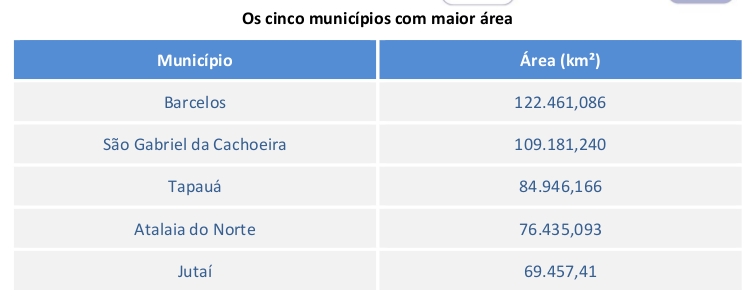 Os cinco municípios com maior área
Município Área (km²)
Barcelos 122.461,086
São Gabriel da Cachoeira 109.181,240
Tapauá 84.946,166
Atalaia do Norte 76.435,093
Jutaí 69.457,41